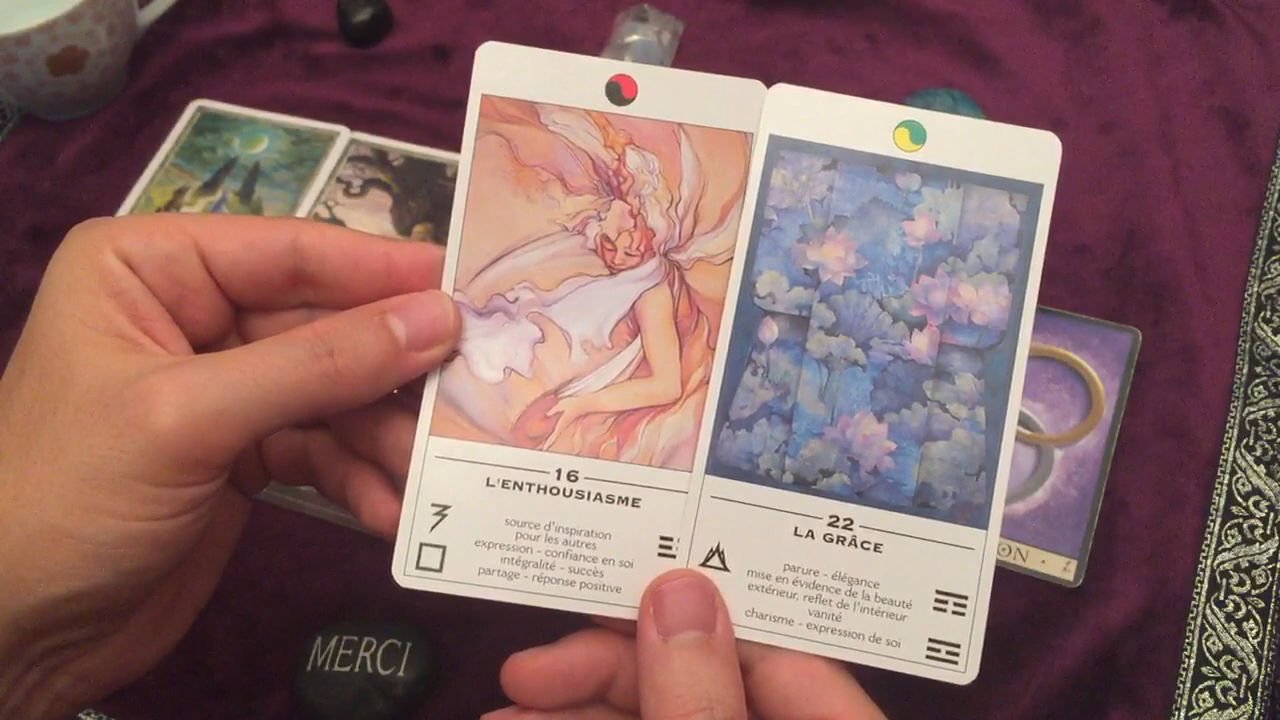 16
L'ENTHOUSIASME
source d'inspiration
pour les autres
expression - confiance en soi
intégralité - succès
partage - réponse positive
22
LA GRÂCE
parure - élégance
mise en évidence de la beauté
extérieur, reflet de l'intérieur
vanité
charisme - expression de soi
MERCI
ON